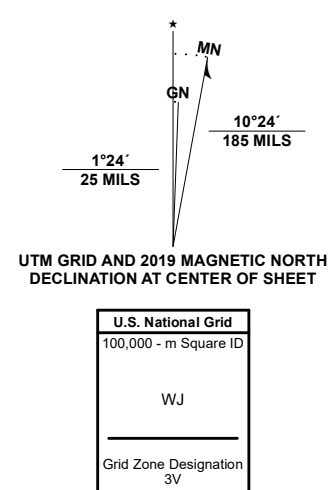 ★
MN
GN
10°24´
185 MILS
1°24´
25 MILS
UTM GRID AND 2019 MAGNETIC NORTH
DECLINATION AT CENTER OF SHEET
U.S. National Grid
100,000 - m Square ID
WJ
Grid Zone Designation
3V